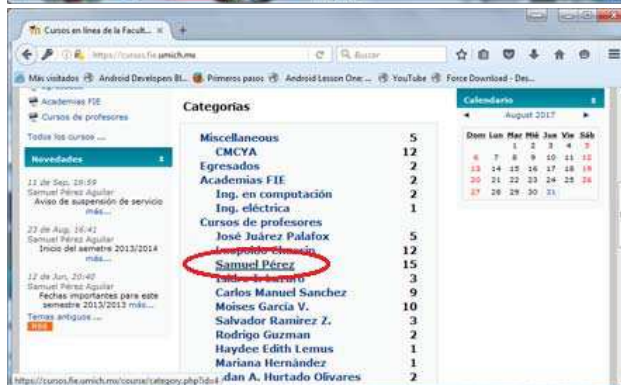 Cursos en línea de la Facult...
https://cursos.fie.umich.mx
Buscar
Más visitados Android Developers Bl... Primeros pasos Android Lesson One: ... YouTube Force Download - Des...
Academias FIE
Cursos de profesores
Todos los cursos ...
Novedades
11 de Sep, 19:59
Samuel Pérez Aguilar
Aviso de suspensión de servicio
más...
23 de Aug, 16:41
Samuel Pérez Aguilar
Inicio del semetre 2013/2014
más...
12 de Jun, 20:40
Samuel Pérez Aguilar
Fechas importantes para este
semestre 2013/2013 más...
Temas antiguos ...
RSS
Categorías
Miscellaneous 5
CMCYA 12
Egresados 2
Academias FIE 2
Ing. en computación 2
Ing. eléctrica 1
Cursos de profesores
José Juárez Palafox 5
12
Samuel Pérez 15
3
Carlos Manuel Sanchez 9
Moises García V. 10
Salvador Ramirez Z. 3
Rodrigo Guzman 2
Haydee Edith Lemus 1
Mariana Hernández 1
dan A. Hurtado Olivares 2
Calendario
August 2017
Dom Lun Mar Mié Jue Vie Sáb
1 2 3 4 5
6 7 8 9 10 11 12
13 14 15 16 17 18 19
20 21 22 23 24 25 26
27 28 29 30 31
https://cursos.fie.umich.mx/course/category.php?id=4